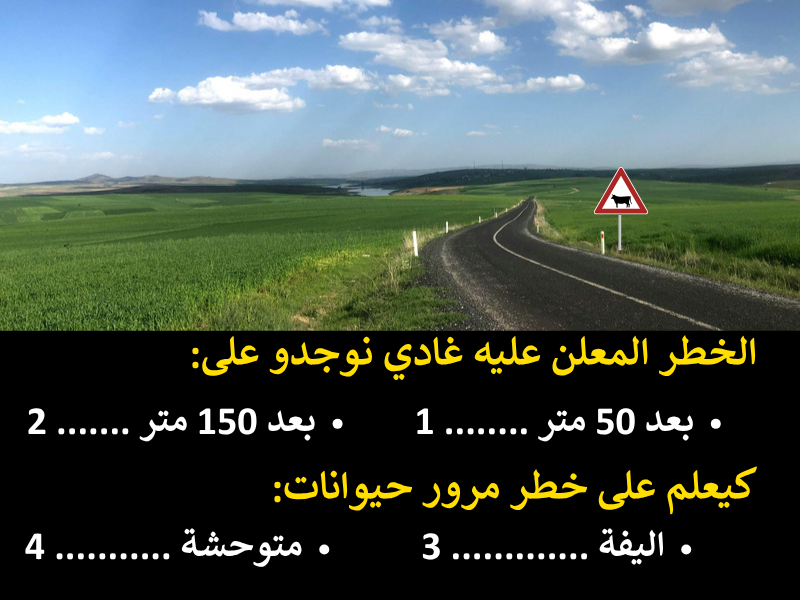 الخطر المعلن عليه غادي نوجدو على:
• بعد 50 متر ........ 1 • بعد 150 متر ....... 2
كيعلم على خطر مرور حيوانات:
• اليفة ............. 3 • متوحشة ........... 4